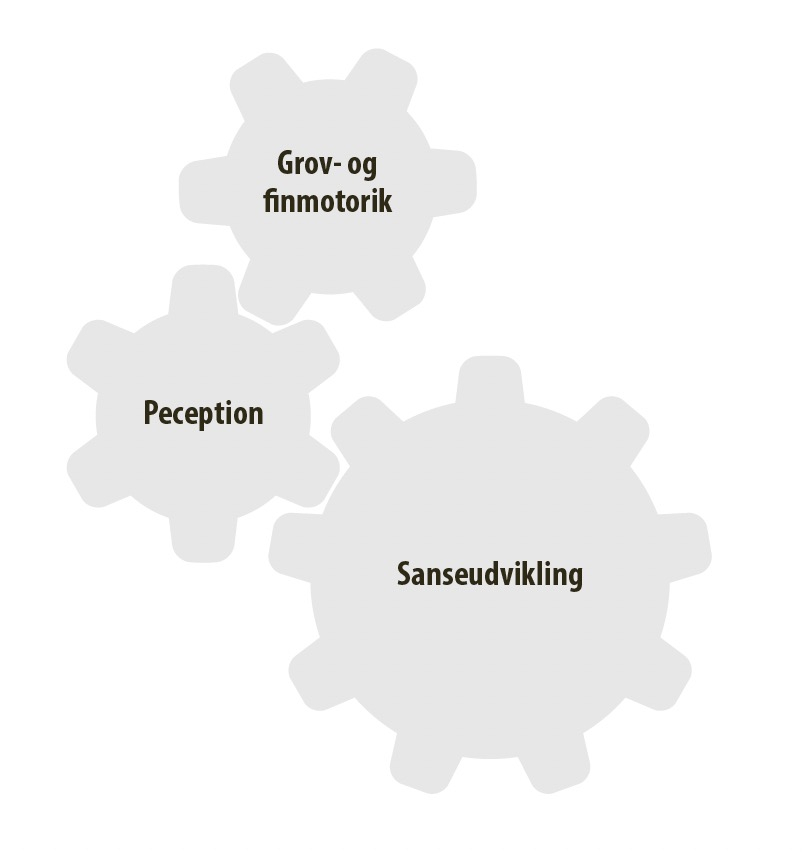 Grov- og
finmotorik
Peception
Sanseudvikling